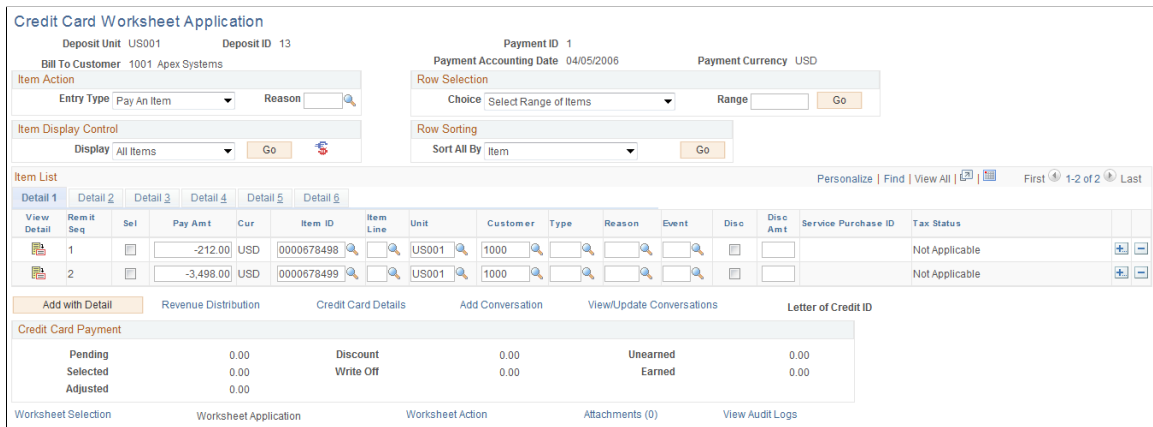 Credit Card Worksheet Application
Deposit Unit US001 Deposit ID 13 Payment ID 1
Bill To Customer 1001 Apex Systems Payment Accounting Date 04/05/2006 Payment Currency USD
Item Action Row Selection
Entry Type Pay An Item Reason Choice Select Range of Items Range Go
Item Display Control Row Sorting
Display All Items Go Sort All By Item Go
Item List Personalize | Find | View All | | First 1-2 of 2 Last
Detail 1 Detail 2 Detail 3 Detail 4 Detail 5 Detail 6
View Detail Remit Seq Sel Pay Amt Cur Item ID Item Line Unit Customer Type Reason Event Disc Disc Amt Service Purchase ID Tax Status
1 -212.00 USD 0000678498 US001 1000 Not Applicable
2 -3,498.00 USD 0000678499 US001 1000 Not Applicable
Add with Detail Revenue Distribution Credit Card Details Add Conversation View/Update Conversations Letter of Credit ID
Credit Card Payment
Pending 0.00 Discount 0.00 Unearned 0.00
Selected 0.00 Write Off 0.00 Earned 0.00
Adjusted 0.00
Worksheet Selection Worksheet Application Worksheet Action Attachments (0) View Audit Logs